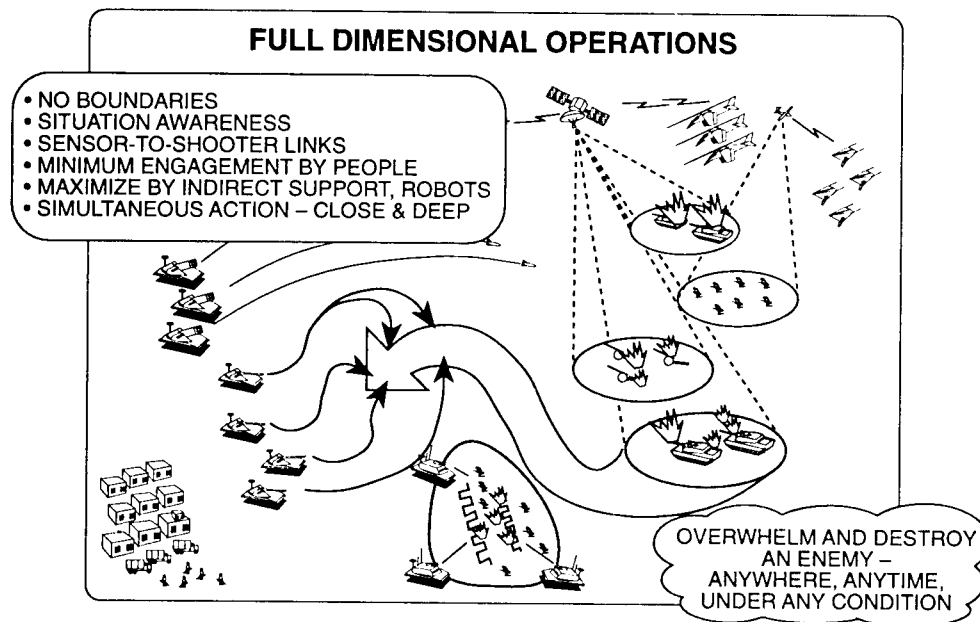 FULL DIMENSIONAL OPERATIONS
• NO BOUNDARIES
• SITUATION AWARENESS
• SENSOR-TO-SHOOTER LINKS
• MINIMUM ENGAGEMENT BY PEOPLE
• MAXIMIZE BY INDIRECT SUPPORT, ROBOTS
• SIMULTANEOUS ACTION – CLOSE & DEEP
OVERWHELM AND DESTROY
AN ENEMY –
ANYWHERE, ANYTIME,
UNDER ANY CONDITION